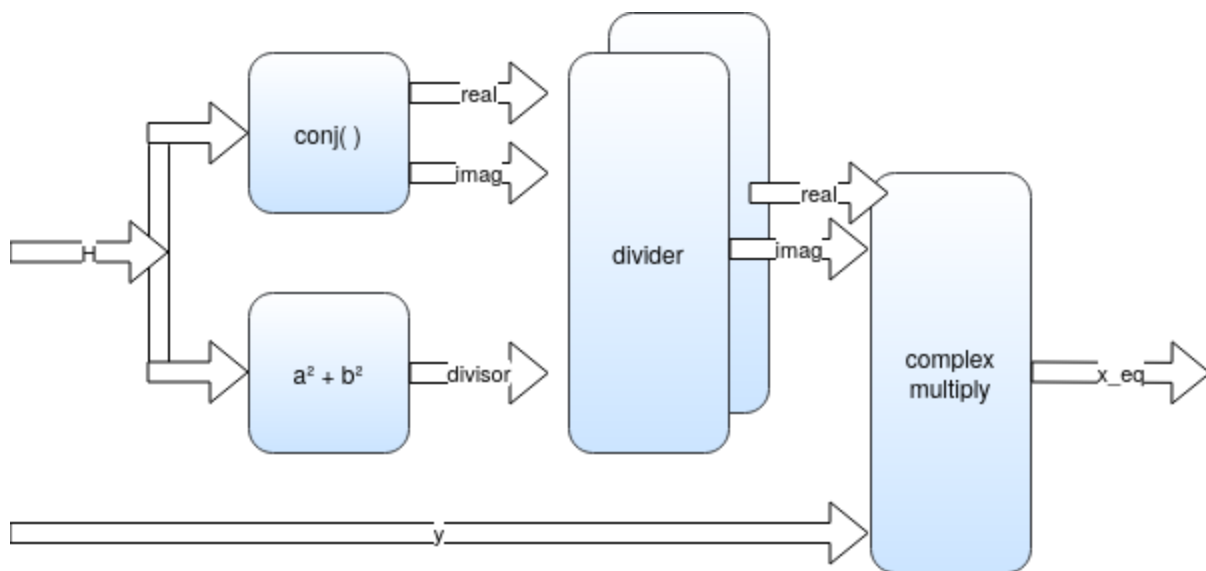 real
conj( )
imag
real
H
imag
divider
complex
multiply
a² + b²
divisor
x_eq
y